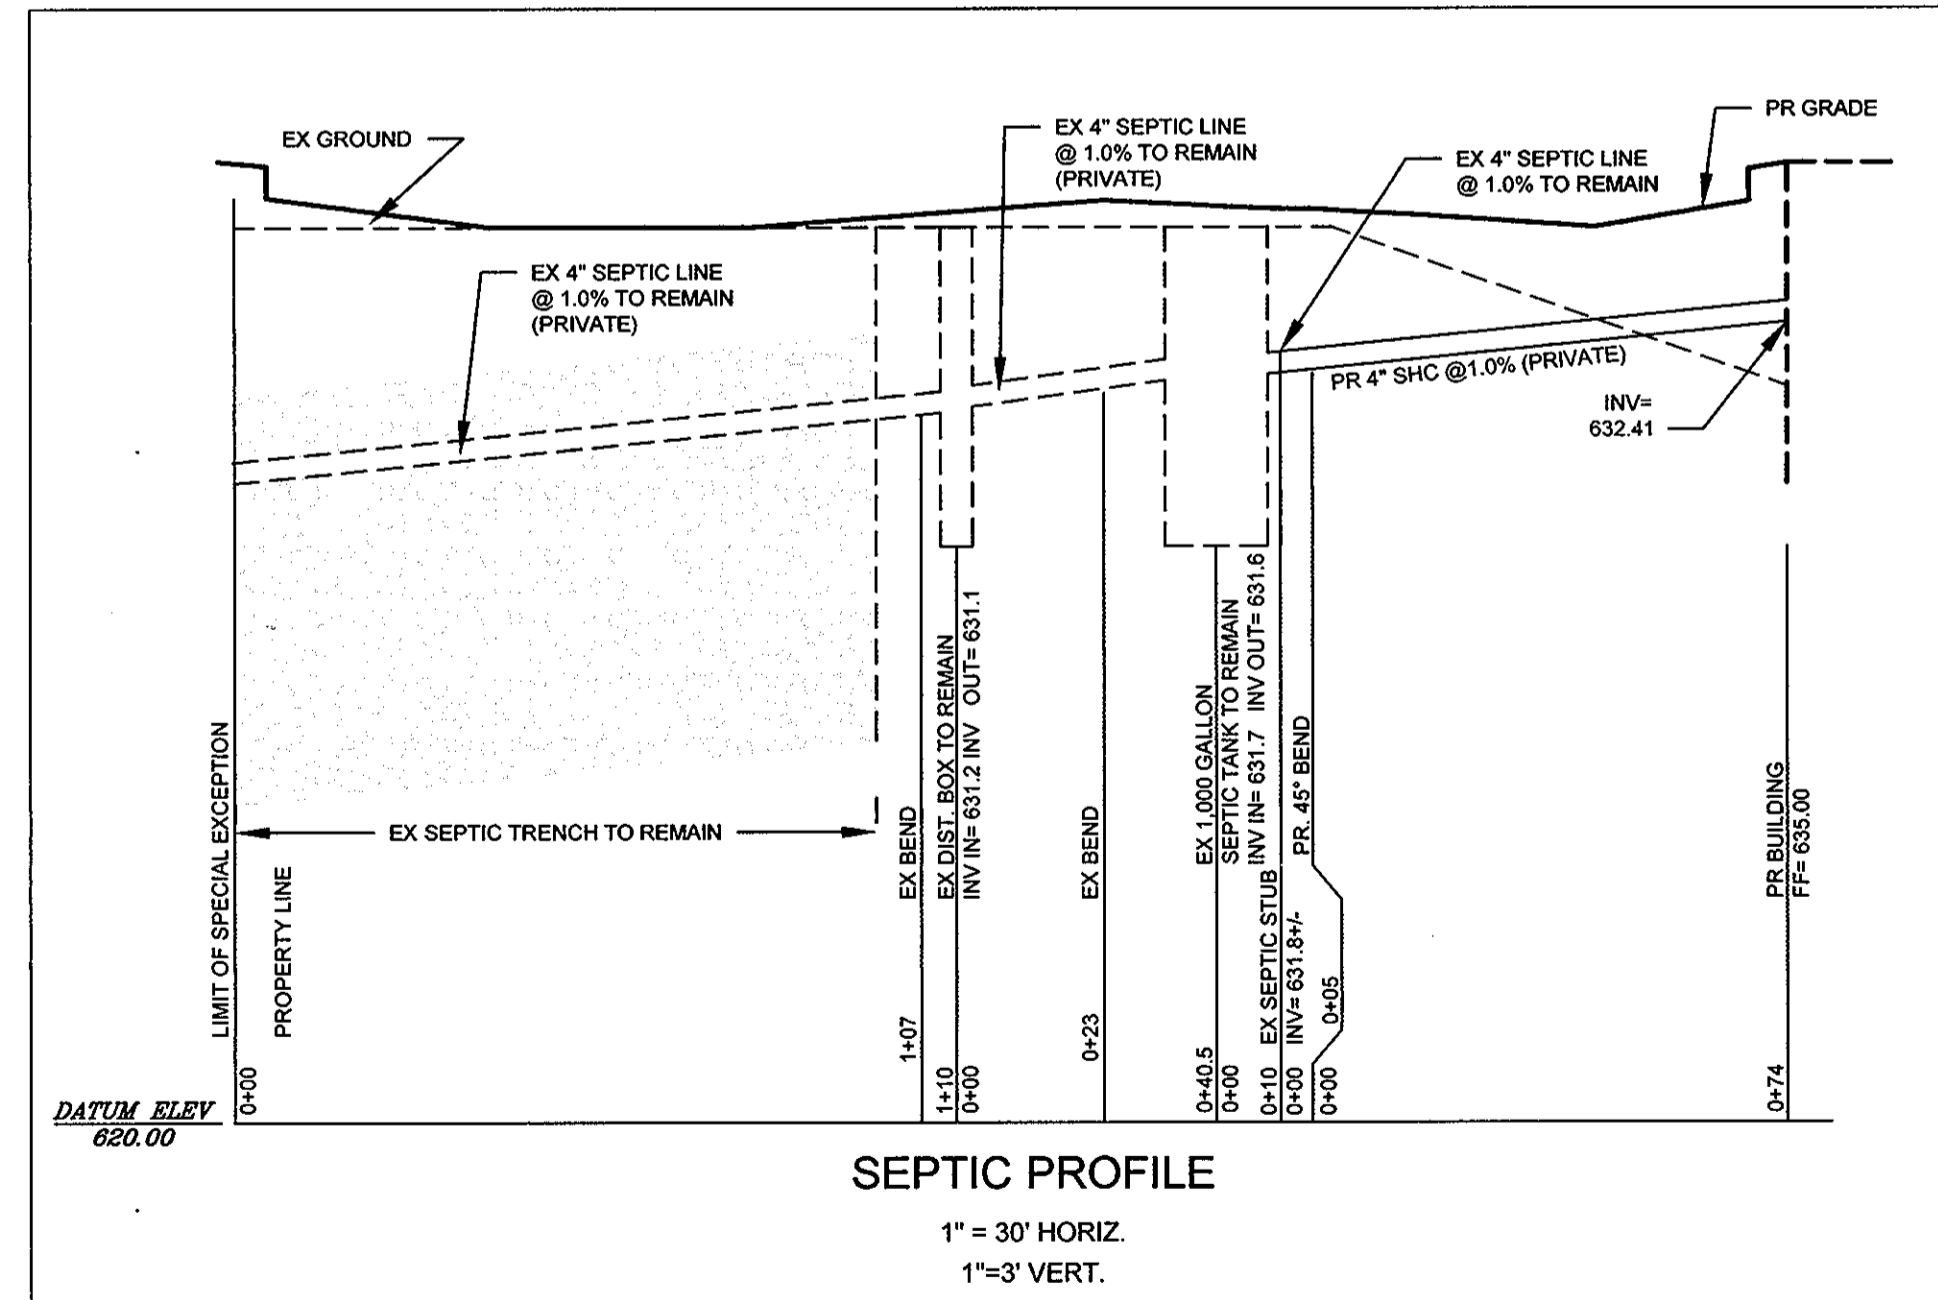 PR GRADE
EX GROUND
EX 4" SEPTIC LINE
@ 1.0% TO REMAIN
(PRIVATE)
EX 4" SEPTIC LINE
@ 1.0% TO REMAIN
EX 4" SEPTIC LINE
@ 1.0% TO REMAIN
(PRIVATE)
PR 4" SHC @1.0% (PRIVATE)
INV=
632.41
EX SEPTIC TRENCH TO REMAIN
LIMIT OF SPECIAL EXCEPTION
PROPERTY LINE
0+00
EX BEND
1+07
EX DIST. BOX TO REMAIN
INV IN= 631.2 INV OUT= 631.1
1+10
0+00
EX BEND
0+23
EX 1,000 GALLON
SEPTIC TANK TO REMAIN
INV IN= 631.7 INV OUT= 631.6
0+40.5
0+00
EX SEPTIC STUB
INV= 631.8+/-
0+10
0+00
PR. 45° BEND
0+05
0+00
PR BUILDING
FF= 635.00
0+74
DATUM ELEV
620.00
SEPTIC PROFILE
1" = 30' HORIZ.
1"=3' VERT.